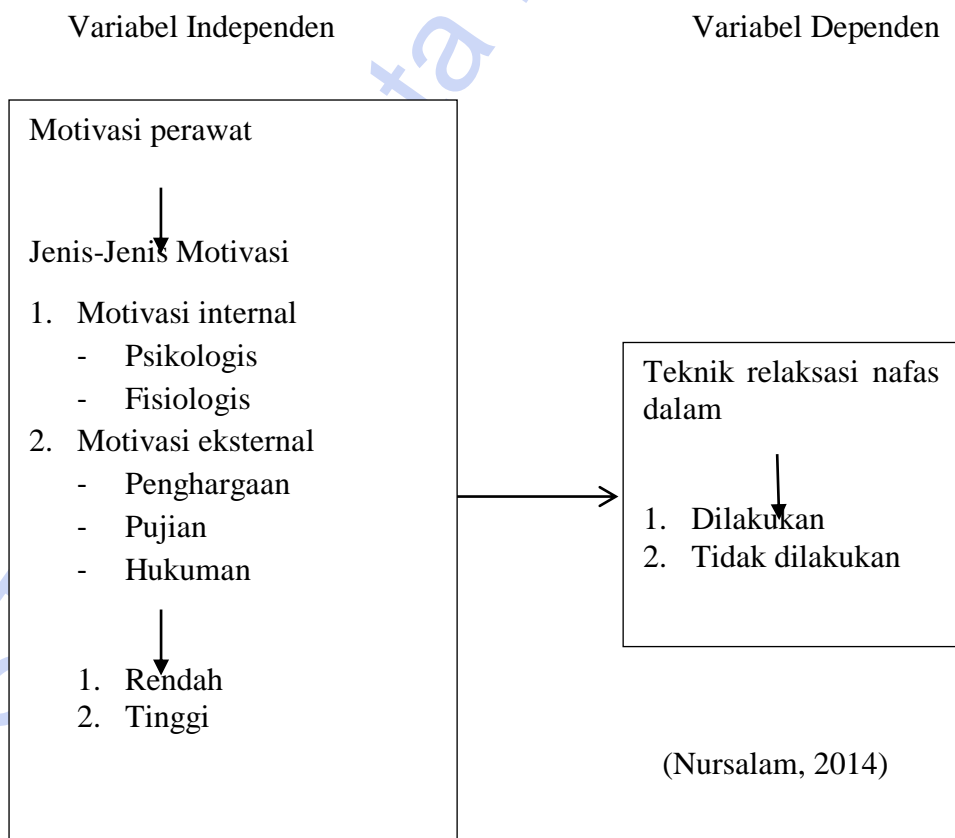 Variabel Independen
Variabel Dependen
Motivasi perawat
Jenis-Jenis Motivasi
1. Motivasi internal
- Psikologis
- Fisiologis
2. Motivasi eksternal
- Penghargaan
- Pujian
- Hukuman
1. Rendah
2. Tinggi
Teknik relaksasi nafas
dalam
1. Dilakukan
2. Tidak dilakukan
(Nursalam, 2014)